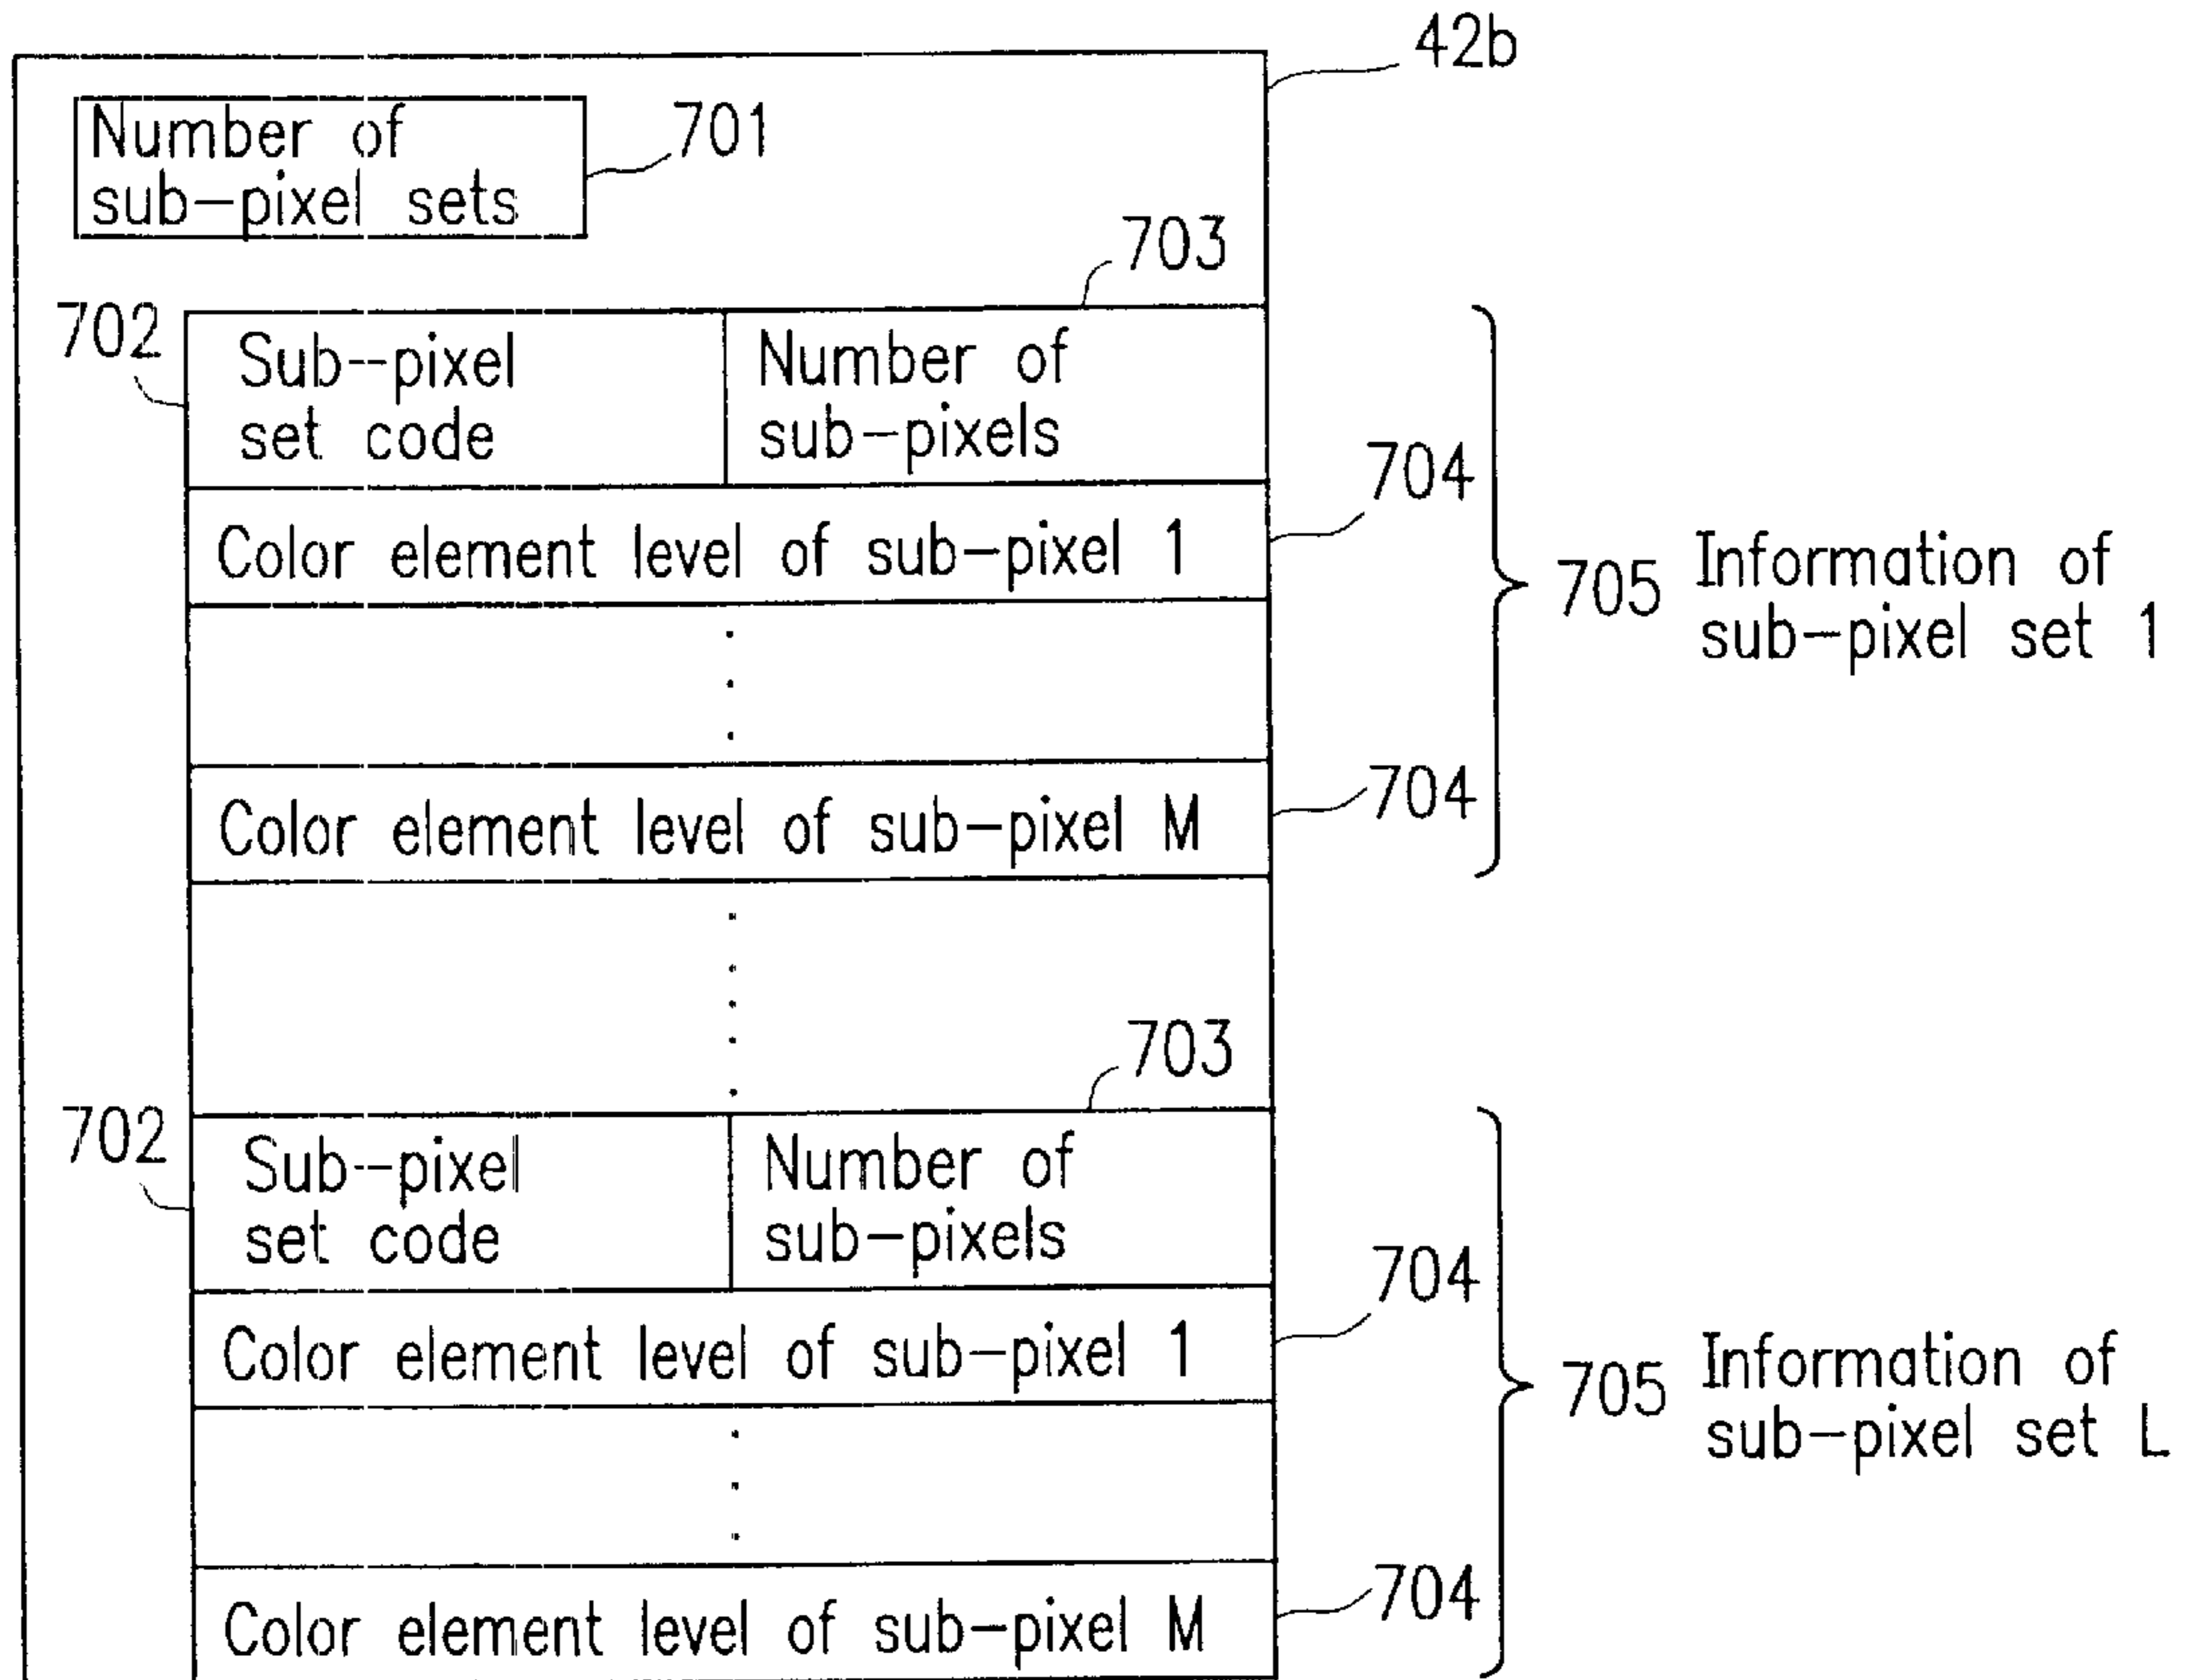 42b
Number of
sub-pixel sets
701
703
702
Sub-pixel
set code
Number of
sub-pixels
704
Color element level of sub-pixel 1
705
Information of
sub-pixel set 1
704
Color element level of sub-pixel M
703
702
Sub-pixel
set code
Number of
sub-pixels
704
Color element level of sub-pixel 1
705
Information of
sub-pixel set L
704
Color element level of sub-pixel M